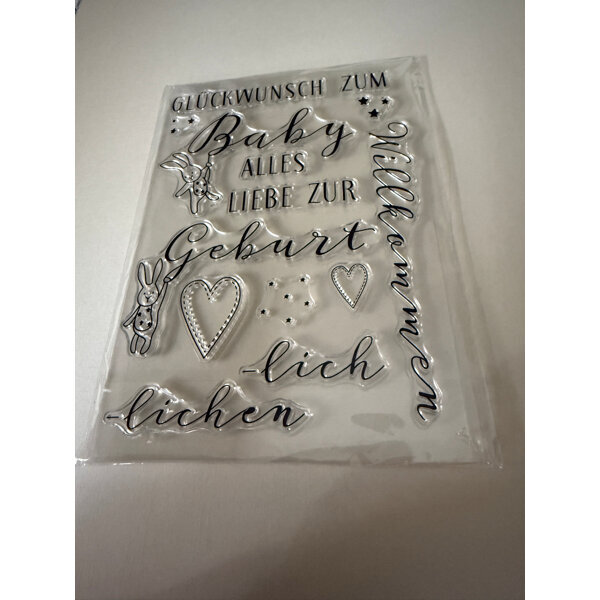 GLÜCKWUNSCH ZUM
Baby
ALLES
LIEBE ZUR
Geburt
-lich
-lichen
Willkommen